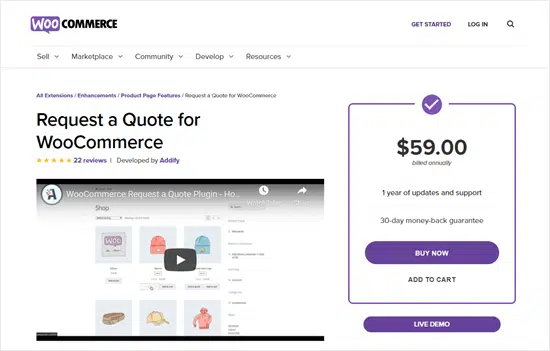 WOO COMMERCE
GET STARTED
LOG IN
Sell
Marketplace
Community
Develop
Resources
All Extensions / Enhancements / Product Page Features / Request a Quote for WooCommerce
Request a Quote for
WooCommerce
22 reviews | Developed by Addify
WooCommerce Request a Quote Plugin - Ho...
Shop
WOO
$59.00
billed annually
1 year of updates and support
30-day money-back guarantee
BUY NOW
ADD TO CART
LIVE DEMO